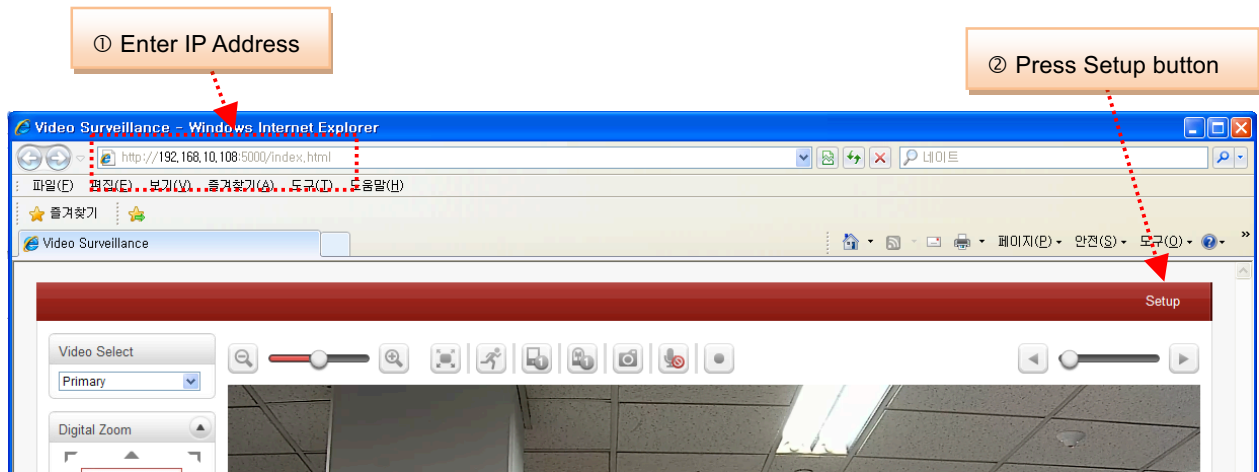 ① Enter IP Address
② Press Setup button
Video Surveillance - Windows Internet Explorer
http://192.168.10.108:5000/index.html
네이트
파일(F) 편집(E) 보기(V) 즐겨찾기(A) 도구(T) 도움말(H)
즐겨찾기
Video Surveillance
페이지(P) 안전(S) 도구(O)
Setup
Video Select
Primary
Digital Zoom